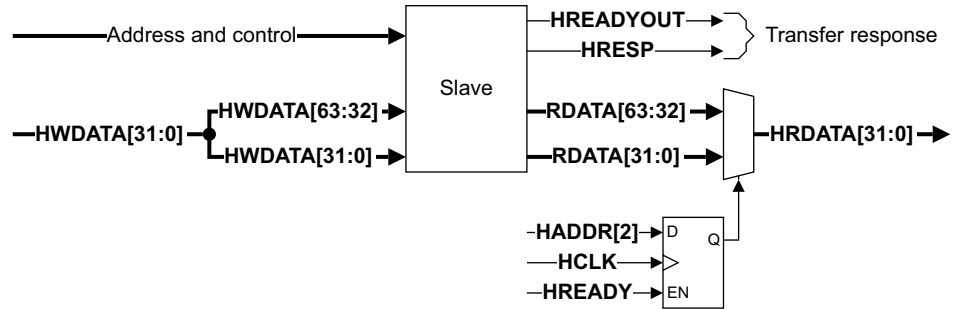 HREADYOUT
Address and control
HRESP
Transfer response
Slave
HWDATA[63:32]
RDATA[63:32]
HWDATA[31:0]
HRDATA[31:0]
HWDATA[31:0]
RDATA[31:0]
HADDR[2]
D
Q
HCLK
HREADY
EN